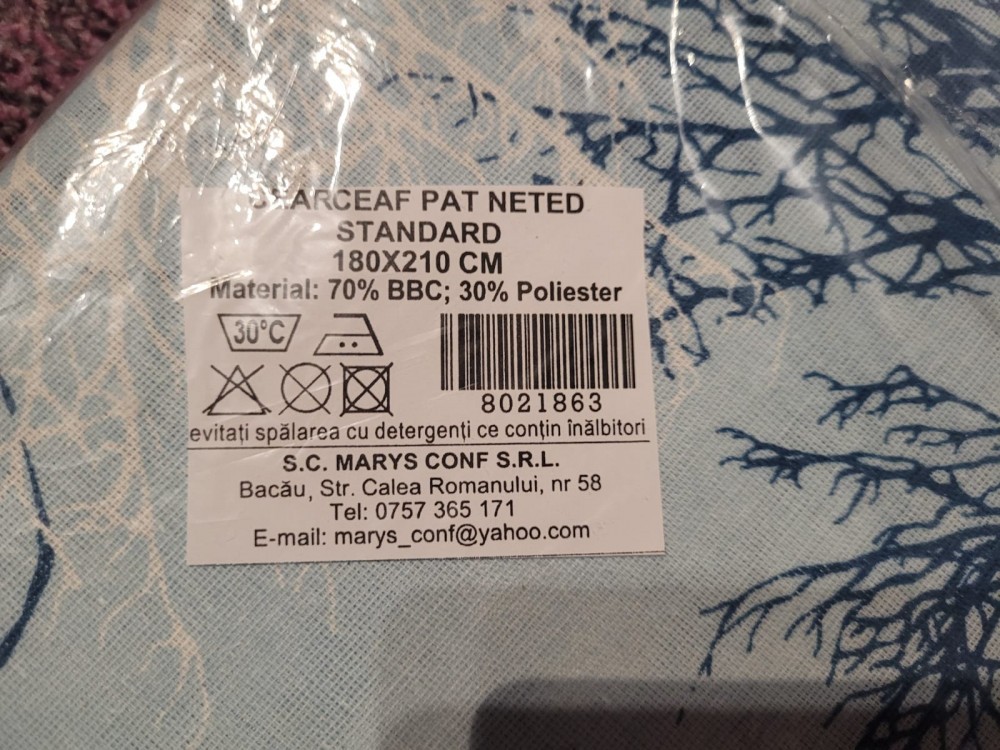 CEARCEAF PAT NETED
STANDARD
180X210 CM
Material: 70% BBC; 30% Poliester
30°C
8021863
evitați spălarea cu detergenți ce conțin înălbitori
S.C. MARYS CONF S.R.L.
Bacău, Str. Calea Romanului, nr 58
Tel: 0757 365 171
E-mail: marys_conf@yahoo.com